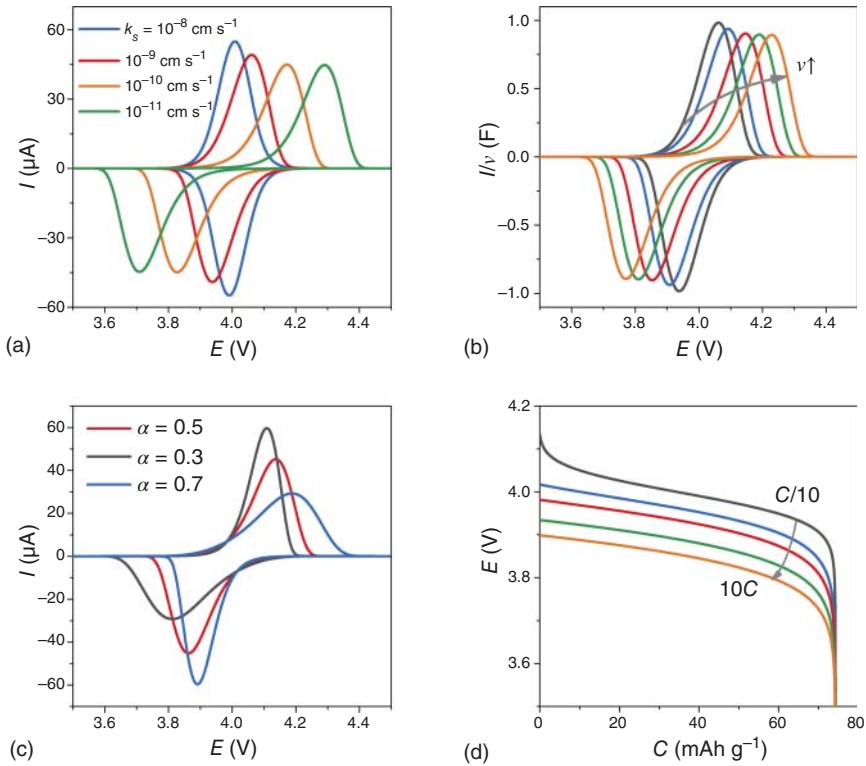 60
30
0
−30
−60
I (µA)
k_s = 10⁻⁸ cm s⁻¹
10⁻⁹ cm s⁻¹
10⁻¹⁰ cm s⁻¹
10⁻¹¹ cm s⁻¹
3.6 3.8 4.0 4.2 4.4
E (V)
(a)
1.0
0.5
0.0
−0.5
−1.0
I/ν (F)
ν↑
3.6 3.8 4.0 4.2 4.4
E (V)
(b)
60
40
20
0
−20
−40
−60
I (µA)
α = 0.5
α = 0.3
α = 0.7
3.6 3.8 4.0 4.2 4.4
E (V)
(c)
4.2
4.0
3.8
3.6
E (V)
C/10
10C
0 20 40 60 80
C (mAh g⁻¹)
(d)